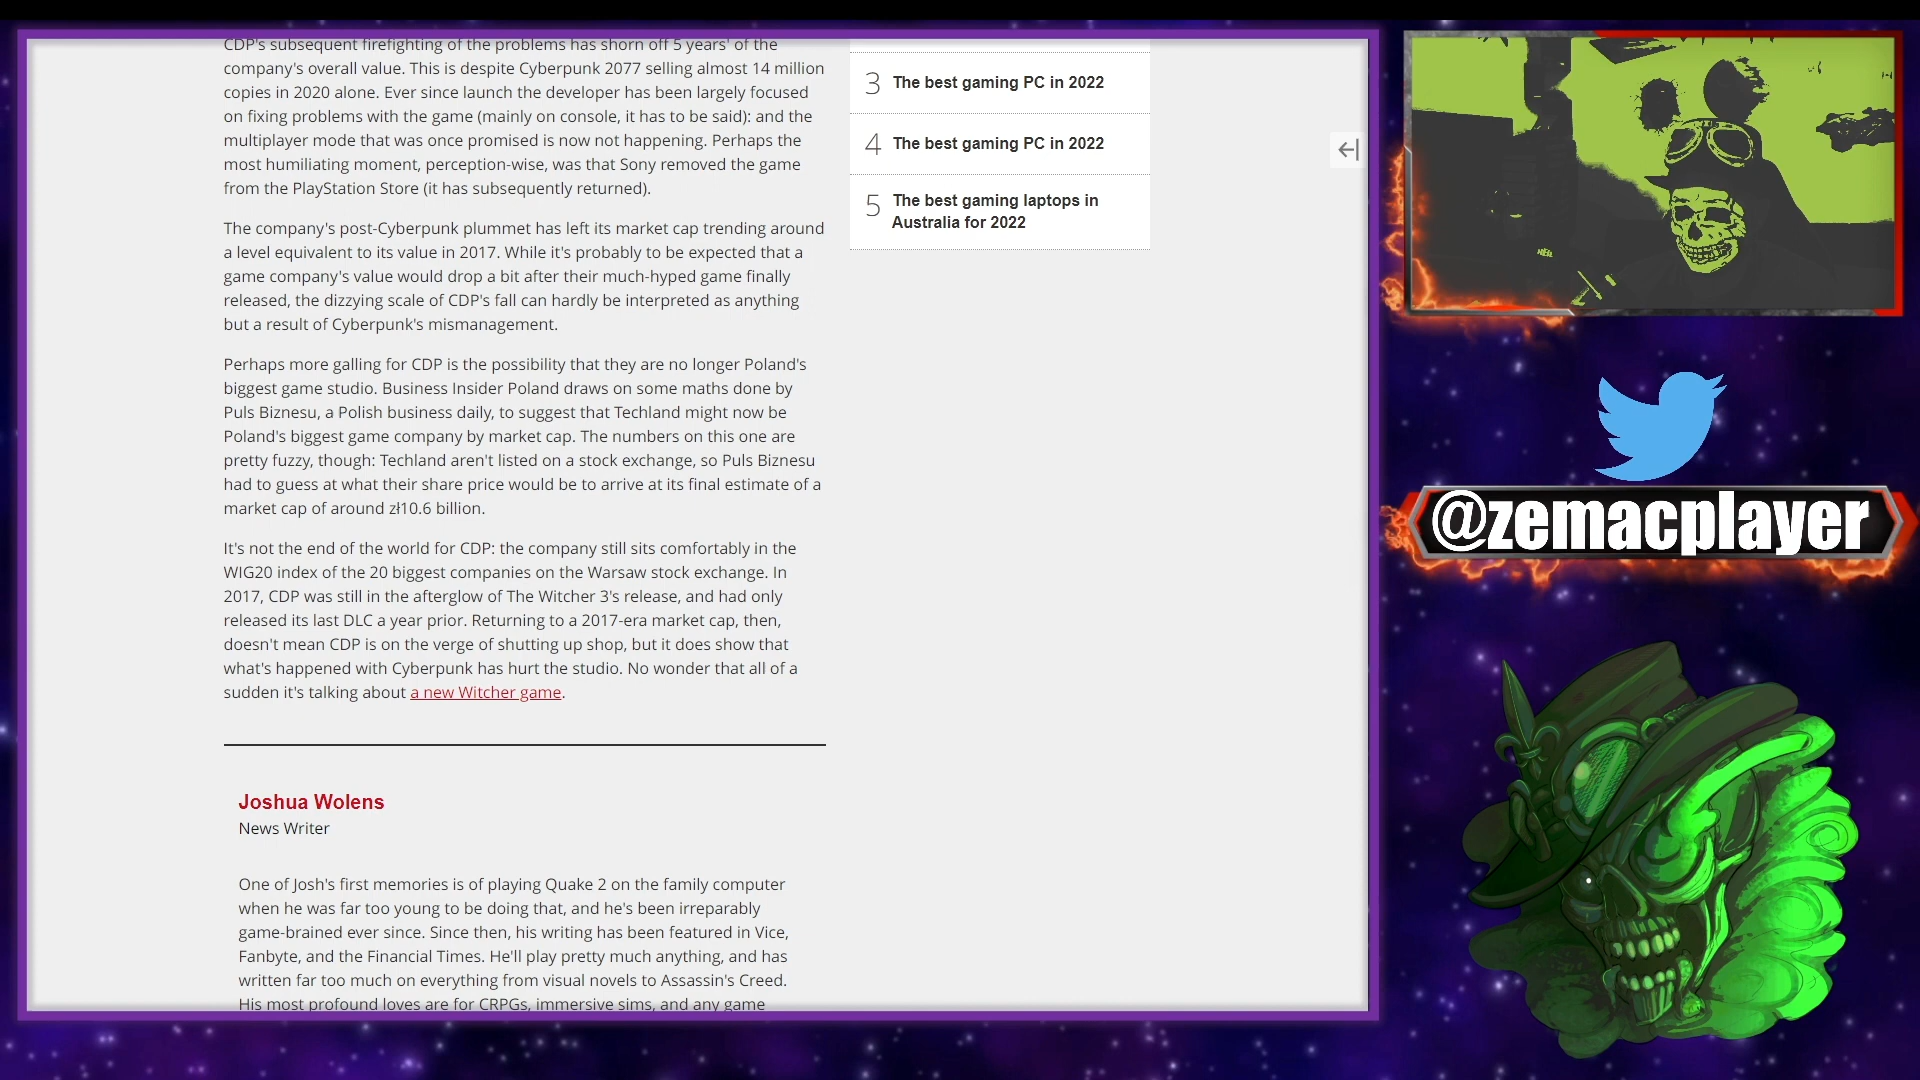 CDP's subsequent firefighting of the problems has shorn off 5 years' of the
company's overall value. This is despite Cyberpunk 2077 selling almost 14 million
copies in 2020 alone. Ever since launch the developer has been largely focused
on fixing problems with the game (mainly on console, it has to be said): and the
multiplayer mode that was once promised is now not happening. Perhaps the
most humiliating moment, perception-wise, was that Sony removed the game
from the PlayStation Store (it has subsequently returned).
The company's post-Cyberpunk plummet has left its market cap trending around
a level equivalent to its value in 2017. While it's probably to be expected that a
game company's value would drop a bit after their much-hyped game finally
released, the dizzying scale of CDP's fall can hardly be interpreted as anything
but a result of Cyberpunk's mismanagement.
Perhaps more galling for CDP is the possibility that they are no longer Poland's
biggest game studio. Business Insider Poland draws on some maths done by
Puls Biznesu, a Polish business daily, to suggest that Techland might now be
Poland's biggest game company by market cap. The numbers on this one are
pretty fuzzy, though: Techland aren't listed on a stock exchange, so Puls Biznesu
had to guess at what their share price would be to arrive at its final estimate of a
market cap of around zł10.6 billion.
It's not the end of the world for CDP: the company still sits comfortably in the
WIG20 index of the 20 biggest companies on the Warsaw stock exchange. In
2017, CDP was still in the afterglow of The Witcher 3's release, and had only
released its last DLC a year prior. Returning to a 2017-era market cap, then,
doesn't mean CDP is on the verge of shutting up shop, but it does show that
what's happened with Cyberpunk has hurt the studio. No wonder that all of a
sudden it's talking about a new Witcher game.
Joshua Wolens
News Writer
One of Josh's first memories is of playing Quake 2 on the family computer
when he was far too young to be doing that, and he's been irreparably
game-brained ever since. Since then, his writing has been featured in Vice,
Fanbyte, and the Financial Times. He'll play pretty much anything, and has
written far too much on everything from visual novels to Assassin's Creed.
His most profound loves are for CRPGs, immersive sims, and any game
3 The best gaming PC in 2022
4 The best gaming PC in 2022
5 The best gaming laptops in
Australia for 2022
@zemacplayer